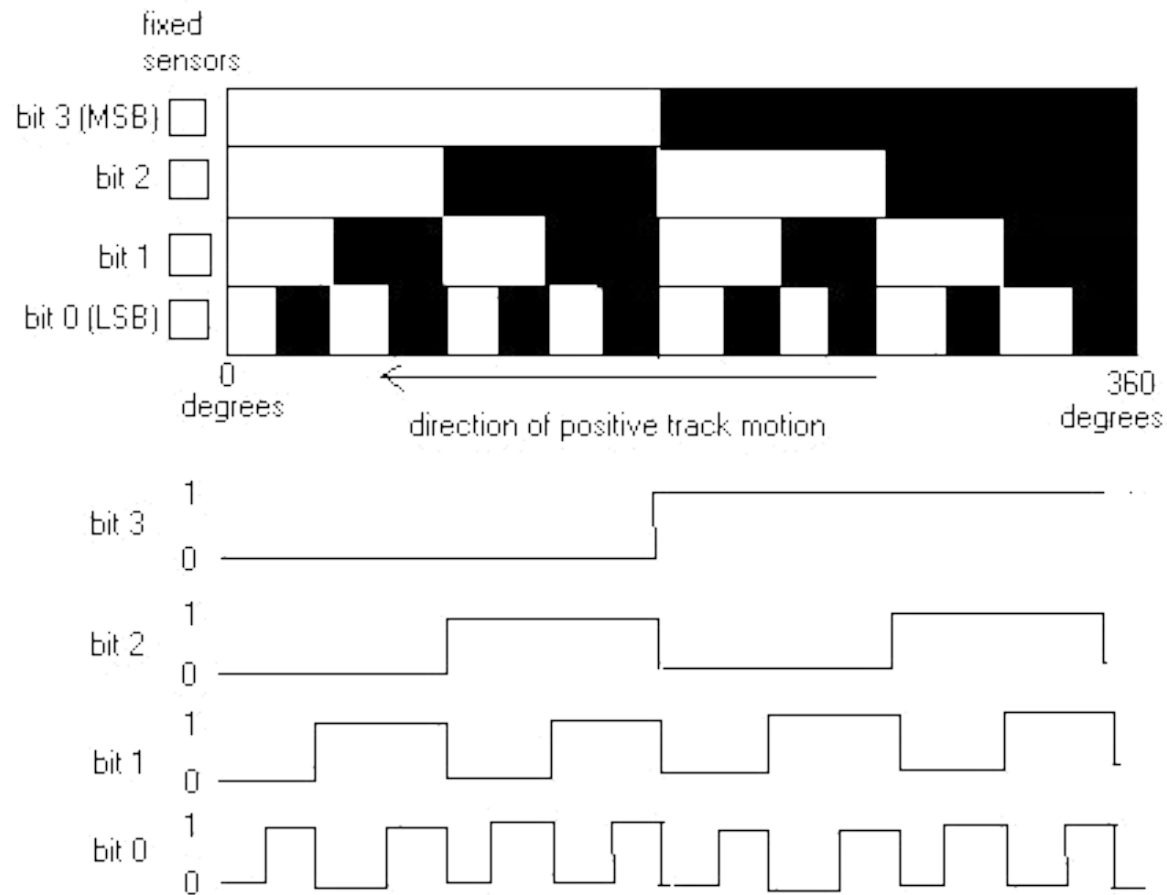 fixed
sensors
bit 3 (MSB)
bit 2
bit 1
bit 0 (LSB)
0
degrees
direction of positive track motion
360
degrees
1
bit 3
0
1
bit 2
0
1
bit 1
0
1
bit 0
0